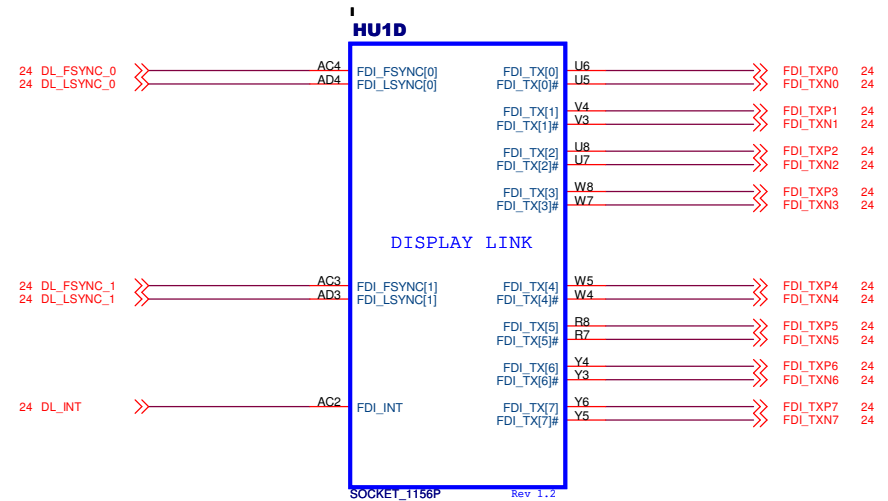 HU1D
24 DL_FSYNC_0 AC4 FDI_FSYNC[0] FDI_TX[0] U6 FDI_TXP0 24
24 DL_LSYNC_0 AD4 FDI_LSYNC[0] FDI_TX[0]# U5 FDI_TXN0 24
FDI_TX[1] V4 FDI_TXP1 24
FDI_TX[1]# V3 FDI_TXN1 24
FDI_TX[2] U8 FDI_TXP2 24
FDI_TX[2]# U7 FDI_TXN2 24
FDI_TX[3] W8 FDI_TXP3 24
FDI_TX[3]# W7 FDI_TXN3 24
DISPLAY LINK
24 DL_FSYNC_1 AC3 FDI_FSYNC[1] FDI_TX[4] W5 FDI_TXP4 24
24 DL_LSYNC_1 AD3 FDI_LSYNC[1] FDI_TX[4]# W4 FDI_TXN4 24
FDI_TX[5] R8 FDI_TXP5 24
FDI_TX[5]# R7 FDI_TXN5 24
FDI_TX[6] Y4 FDI_TXP6 24
FDI_TX[6]# Y3 FDI_TXN6 24
24 DL_INT AC2 FDI_INT FDI_TX[7] Y6 FDI_TXP7 24
FDI_TX[7]# Y5 FDI_TXN7 24
SOCKET_1156P Rev 1.2